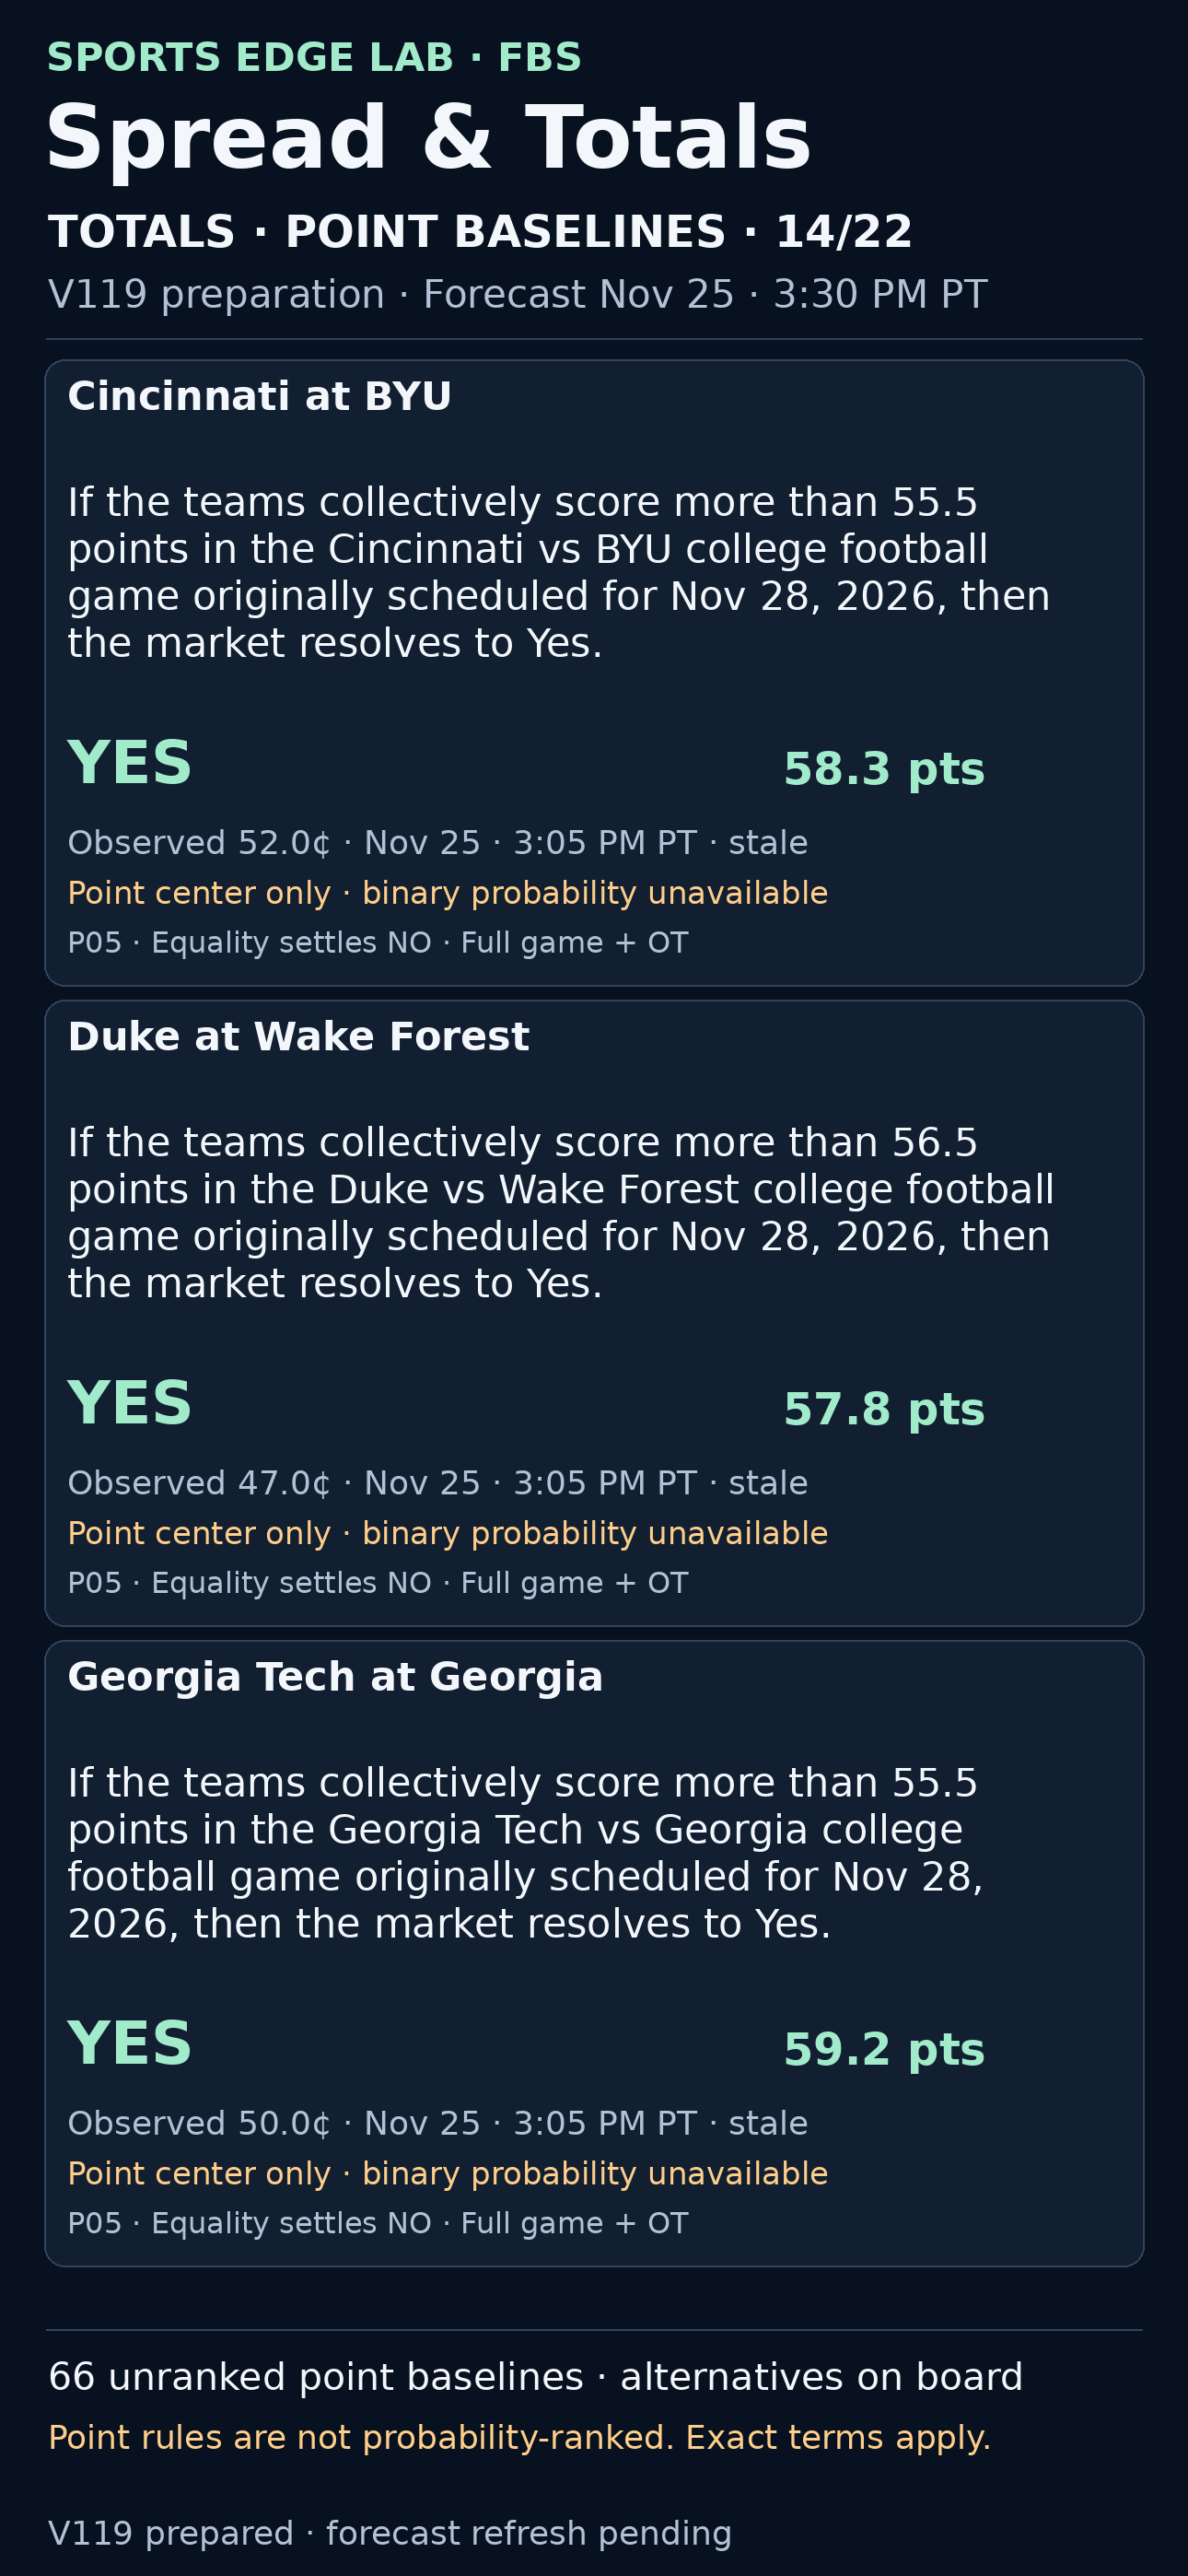 SPORTS EDGE LAB · FBS
Spread & Totals
TOTALS · POINT BASELINES · 14/22
V119 preparation · Forecast Nov 25 · 3:30 PM PT
Cincinnati at BYU
If the teams collectively score more than 55.5
points in the Cincinnati vs BYU college football
game originally scheduled for Nov 28, 2026, then
the market resolves to Yes.
YES
58.3 pts
Observed 52.0¢ · Nov 25 · 3:05 PM PT · stale
Point center only · binary probability unavailable
P05 · Equality settles NO · Full game + OT
Duke at Wake Forest
If the teams collectively score more than 56.5
points in the Duke vs Wake Forest college football
game originally scheduled for Nov 28, 2026, then
the market resolves to Yes.
YES
57.8 pts
Observed 47.0¢ · Nov 25 · 3:05 PM PT · stale
Point center only · binary probability unavailable
P05 · Equality settles NO · Full game + OT
Georgia Tech at Georgia
If the teams collectively score more than 55.5
points in the Georgia Tech vs Georgia college
football game originally scheduled for Nov 28,
2026, then the market resolves to Yes.
YES
59.2 pts
Observed 50.0¢ · Nov 25 · 3:05 PM PT · stale
Point center only · binary probability unavailable
P05 · Equality settles NO · Full game + OT
66 unranked point baselines · alternatives on board
Point rules are not probability-ranked. Exact terms apply.
V119 prepared · forecast refresh pending